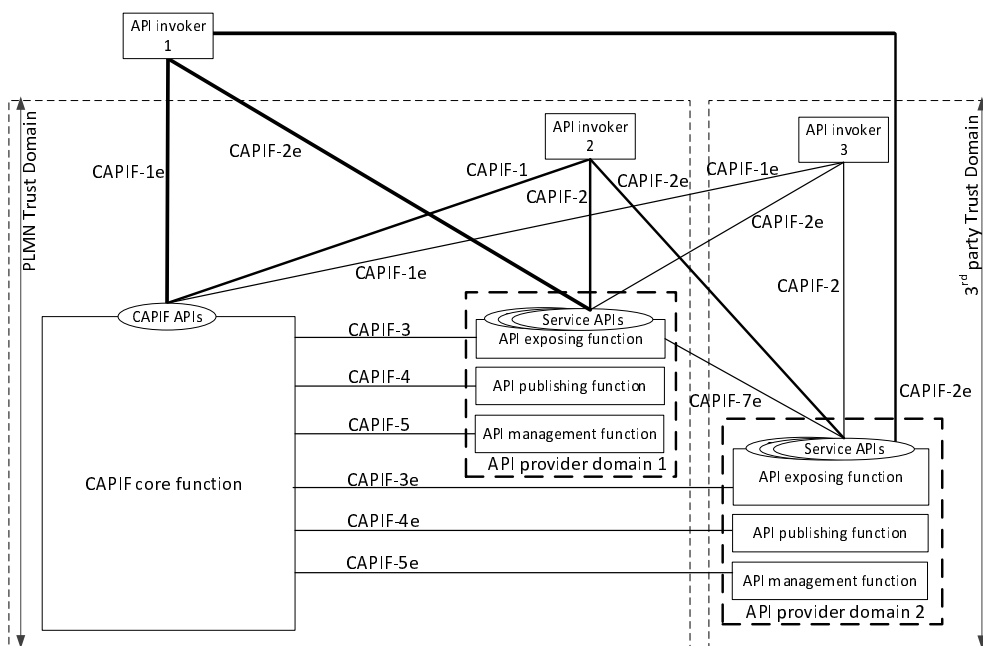 API invoker
1
PLMN Trust Domain
3rd party Trust Domain
API invoker
2
API invoker
3
CAPIF-1e
CAPIF-2e
CAPIF-1
CAPIF-2
CAPIF-2e
CAPIF-1e
CAPIF-2e
CAPIF-1e
CAPIF-2
CAPIF APIs
CAPIF core function
CAPIF-3
CAPIF-4
CAPIF-5
CAPIF-3e
CAPIF-4e
CAPIF-5e
Service APIs
API exposing function
API publishing function
API management function
API provider domain 1
CAPIF-7e
CAPIF-2e
Service APIs
API exposing function
API publishing function
API management function
API provider domain 2